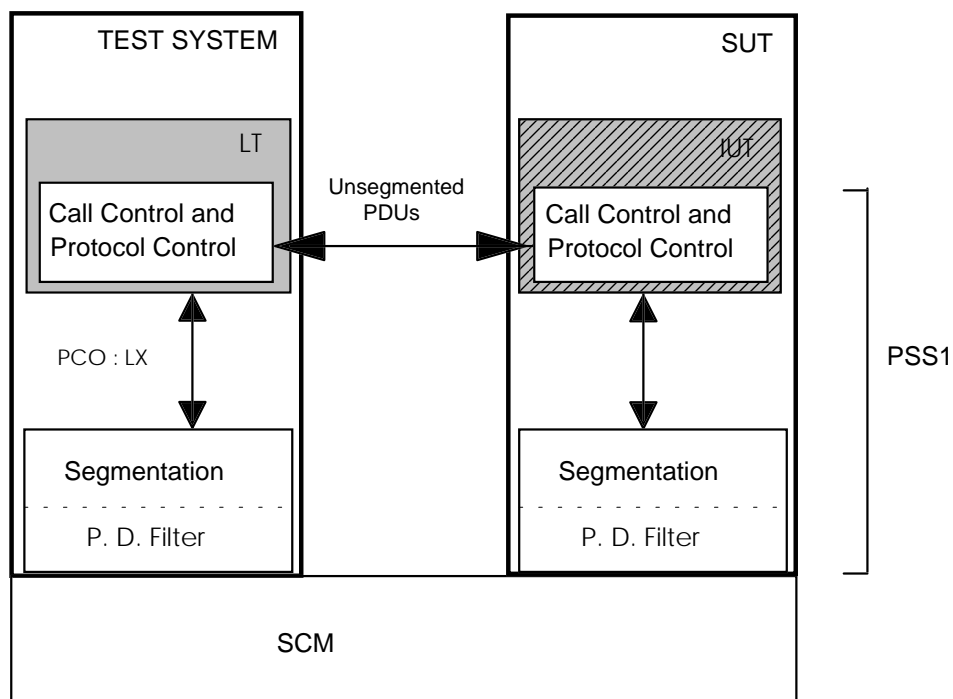 TEST SYSTEM
SUT
LT
IUT
Unsegmented
PDUs
Call Control and
Protocol Control
Call Control and
Protocol Control
PCO : LX
PSS1
Segmentation
P. D. Filter
Segmentation
P. D. Filter
SCM